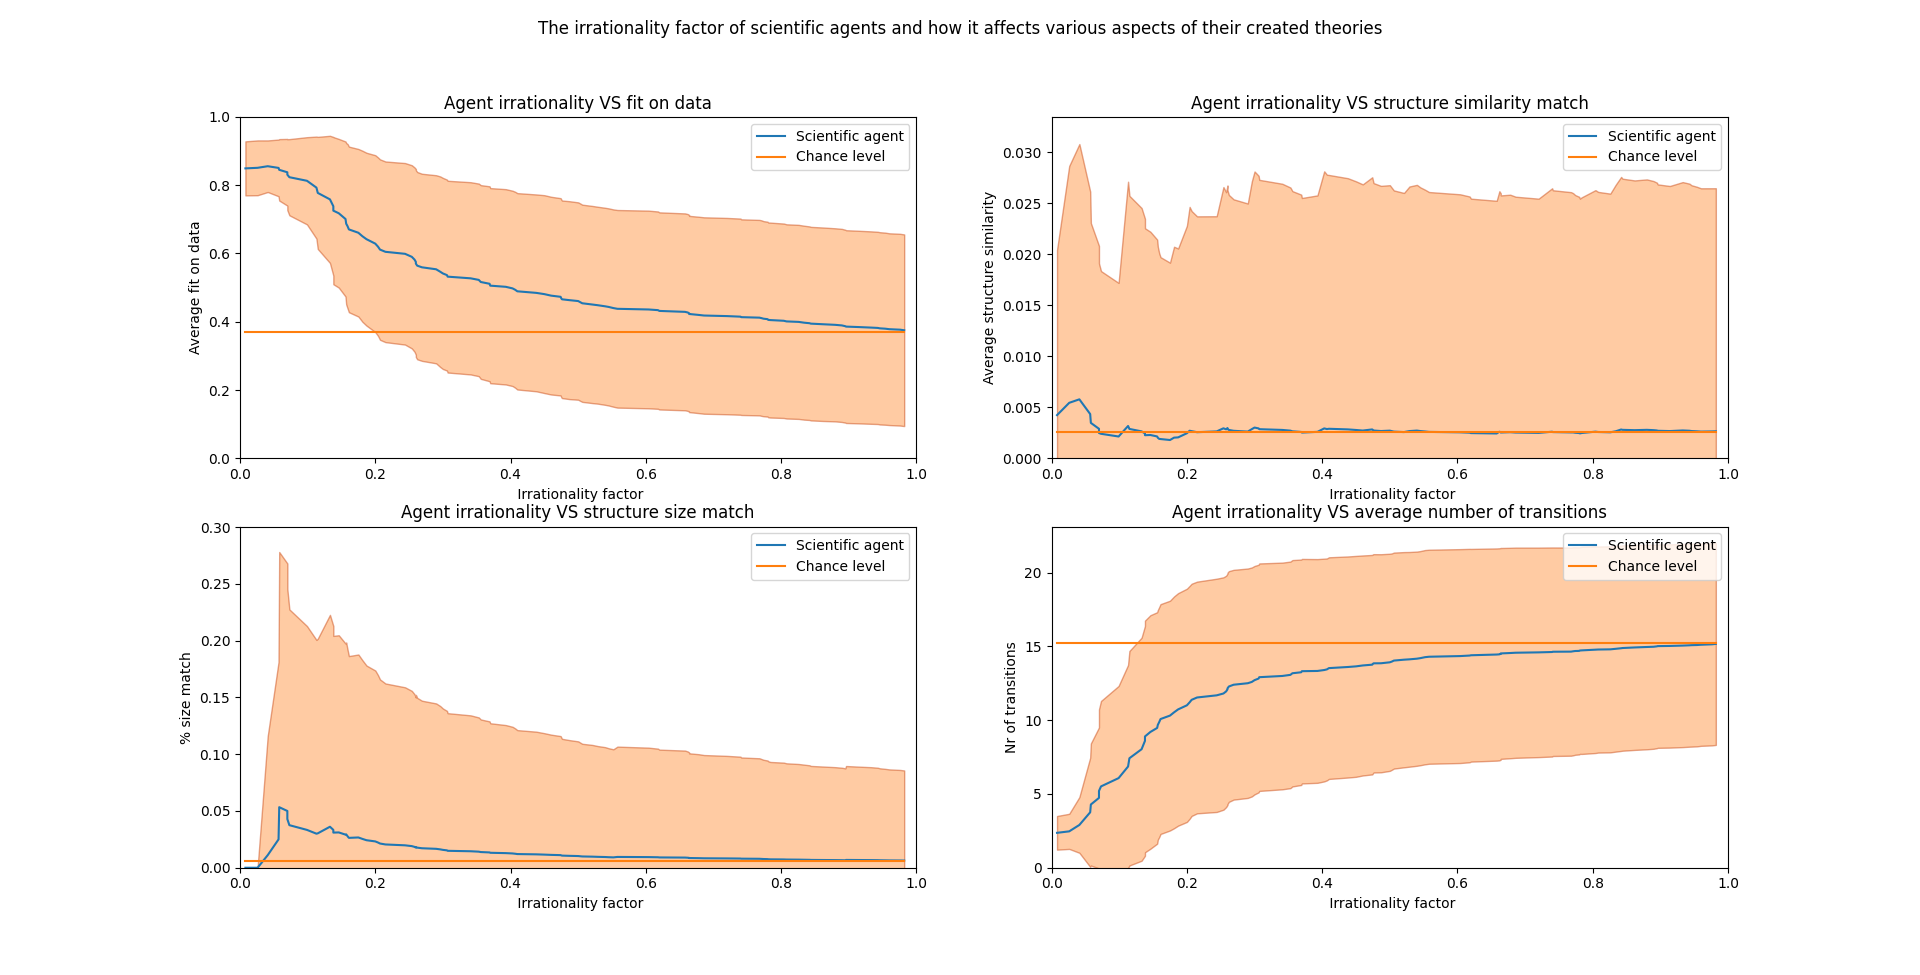 The irrationality factor of scientific agents and how it affects various aspects of their created theories
Agent irrationality VS fit on data
1.0
0.8
0.6
0.4
0.2
0.0
Average fit on data
Scientific agent
Chance level
0.0 0.2 0.4 0.6 0.8 1.0
Irrationality factor
Agent irrationality VS structure similarity match
0.030
0.025
0.020
0.015
0.010
0.005
0.000
Average structure similarity
Scientific agent
Chance level
0.0 0.2 0.4 0.6 0.8 1.0
Irrationality factor
Agent irrationality VS structure size match
0.30
0.25
0.20
0.15
0.10
0.05
0.00
% size match
Scientific agent
Chance level
0.0 0.2 0.4 0.6 0.8 1.0
Irrationality factor
Agent irrationality VS average number of transitions
20
15
10
5
0
Nr of transitions
Scientific agent
Chance level
0.0 0.2 0.4 0.6 0.8 1.0
Irrationality factor